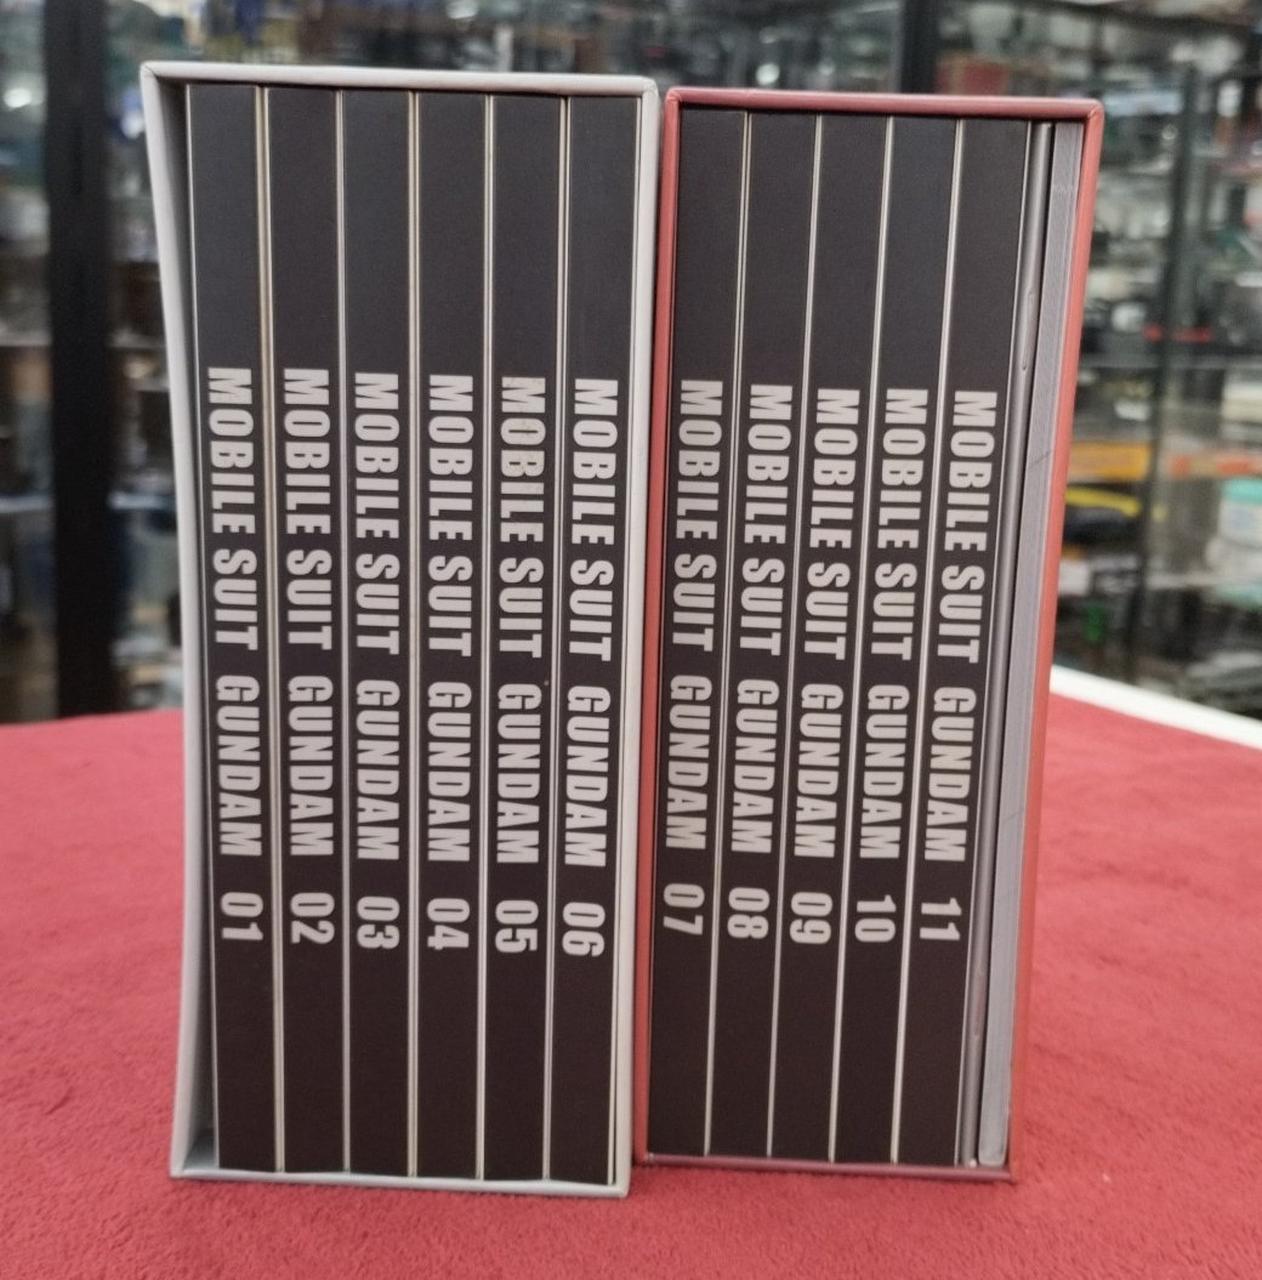 MOBILE SUIT GUNDAM 01
MOBILE SUIT GUNDAM 02
MOBILE SUIT GUNDAM 03
MOBILE SUIT GUNDAM 04
MOBILE SUIT GUNDAM 05
MOBILE SUIT GUNDAM 06
MOBILE SUIT GUNDAM 07
MOBILE SUIT GUNDAM 08
MOBILE SUIT GUNDAM 09
MOBILE SUIT GUNDAM 10
MOBILE SUIT GUNDAM 11